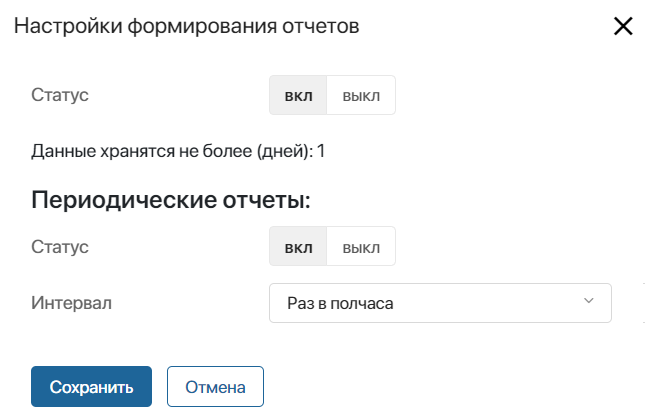 Настройки формирования отчетов
Статус
вкл выкл
Данные хранятся не более (дней): 1
Периодические отчеты:
Статус
вкл выкл
Интервал
Раз в полчаса
Сохранить Отмена